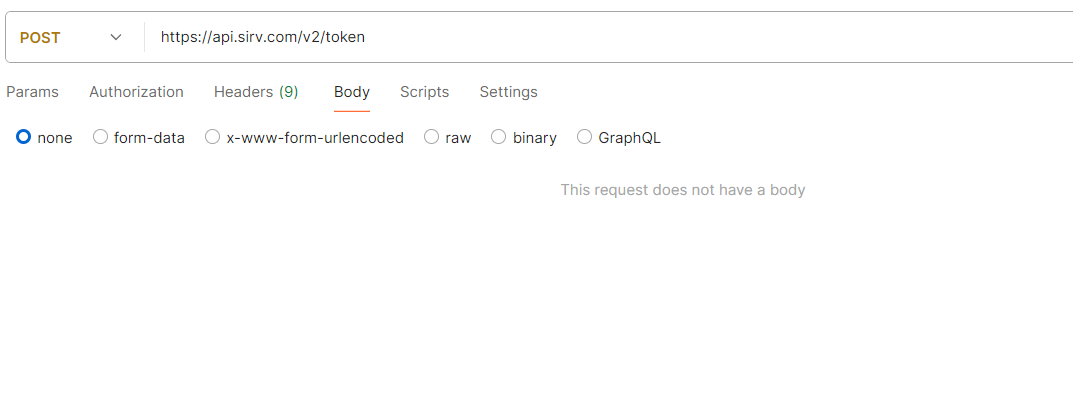 POST https://api.sirv.com/v2/token
Params Authorization Headers (9) Body Scripts Settings
none form-data x-www-form-urlencoded raw binary GraphQL
This request does not have a body